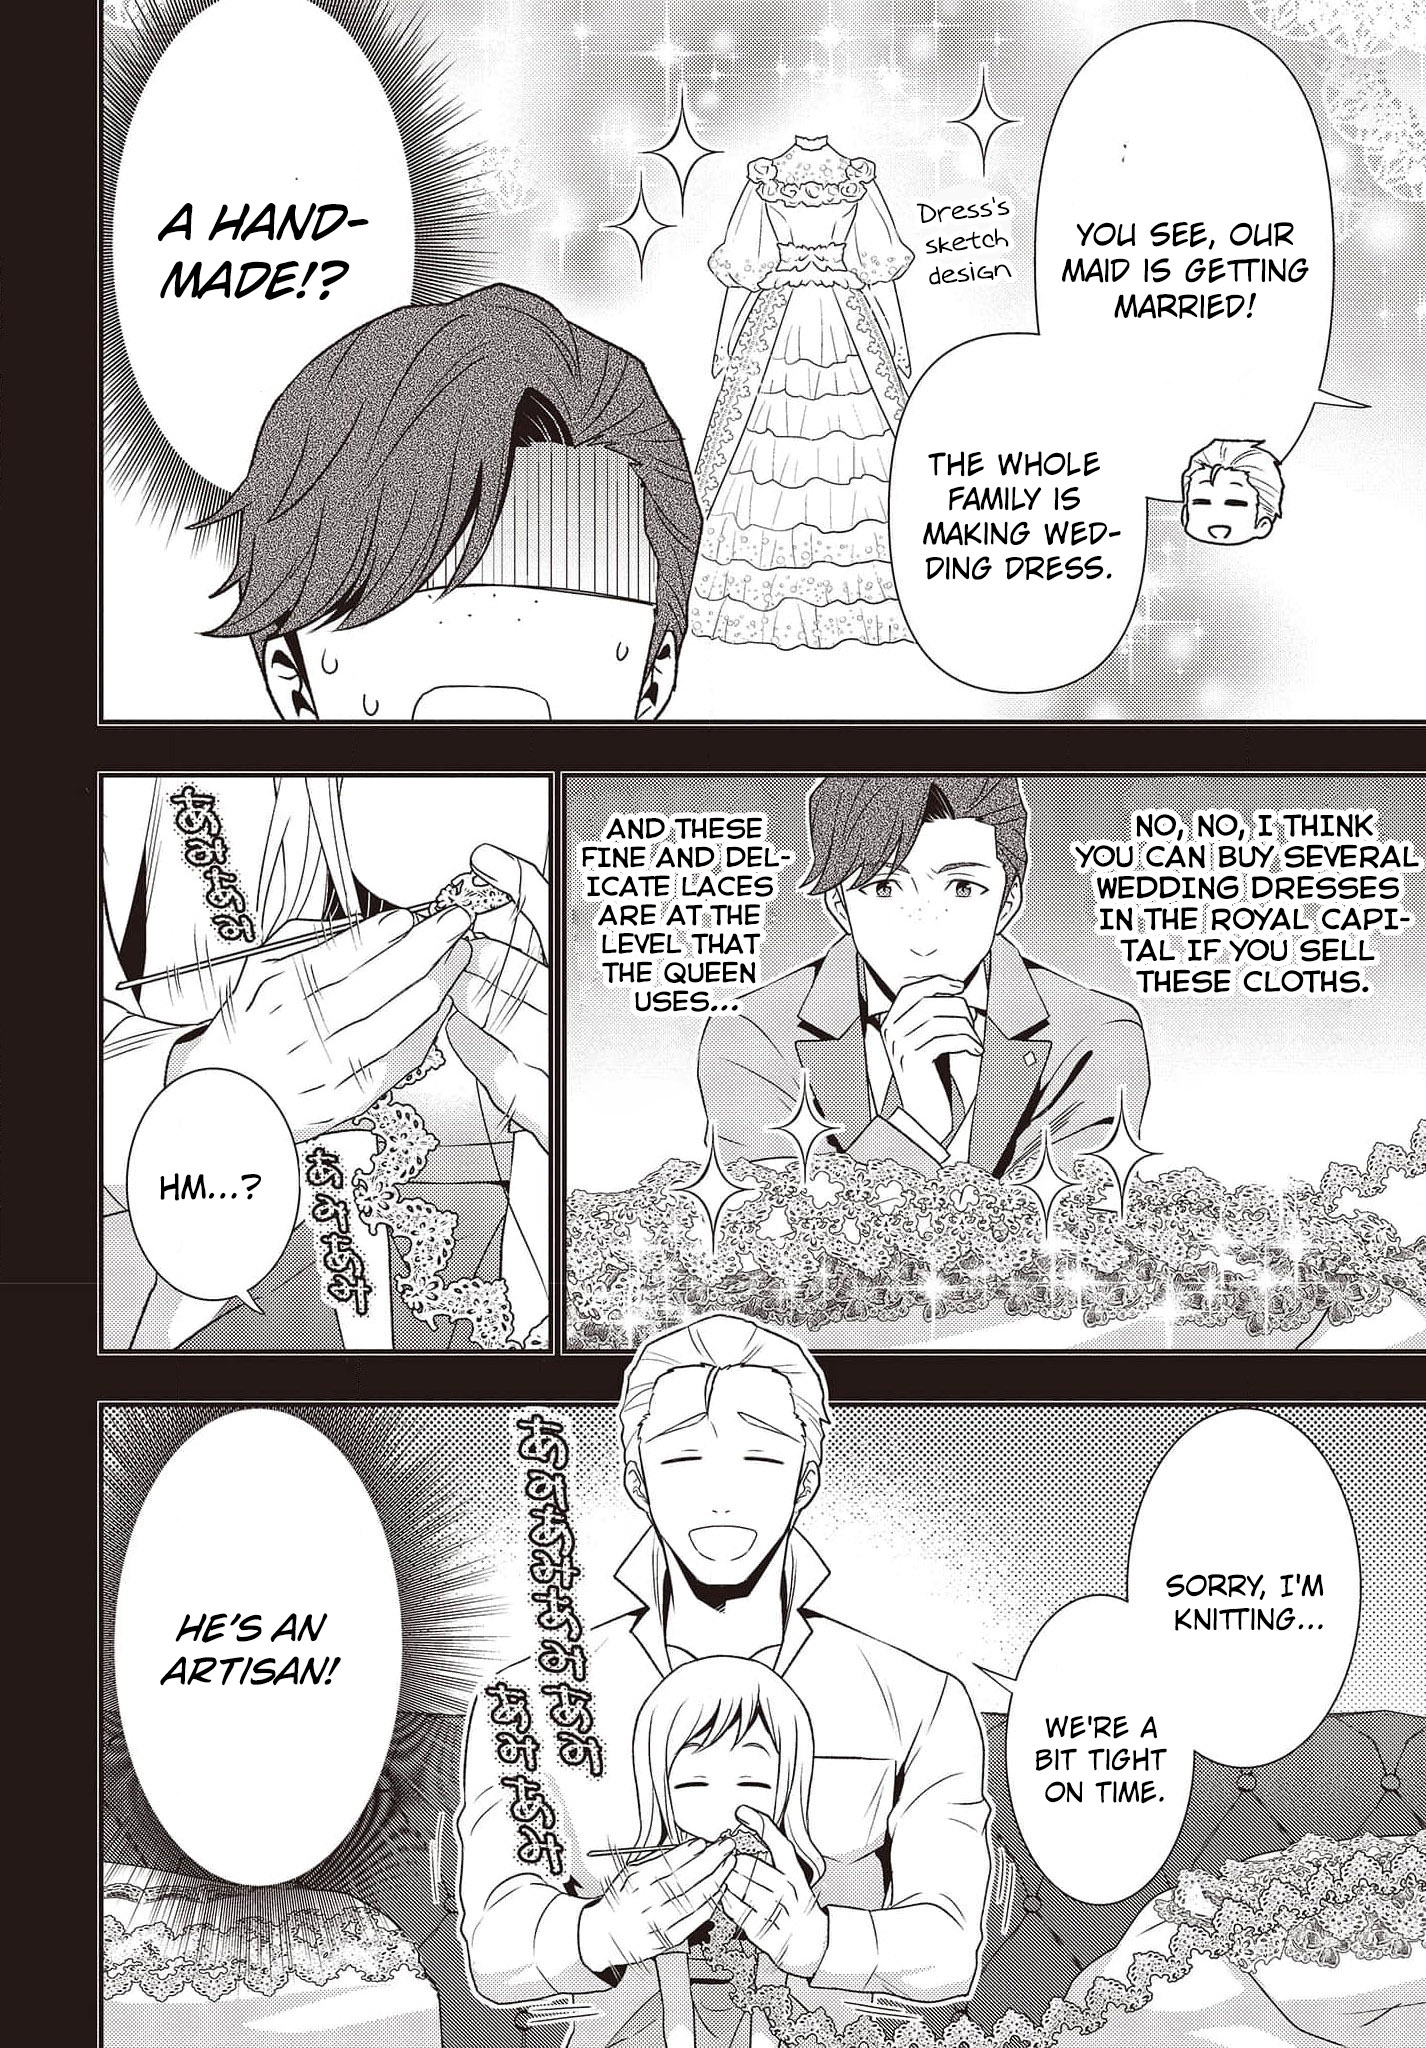 YOU SEE, OUR
MAID IS GETTING
MARRIED!
THE WHOLE
FAMILY IS
MAKING WED-
DING DRESS.
Dress's
sketch
design
A HAND-
MADE!?
NO, NO, I THINK
YOU CAN BUY SEVERAL
WEDDING DRESSES
IN THE ROYAL CAPI-
TAL IF YOU SELL
THESE CLOTHS.
AND THESE
FINE AND DEL-
ICATE LACES
ARE AT THE
LEVEL THAT
THE QUEEN
USES...
HM...?
SORRY, I'M
KNITTING...
WE'RE A
BIT TIGHT
ON TIME.
HE'S AN
ARTISAN!